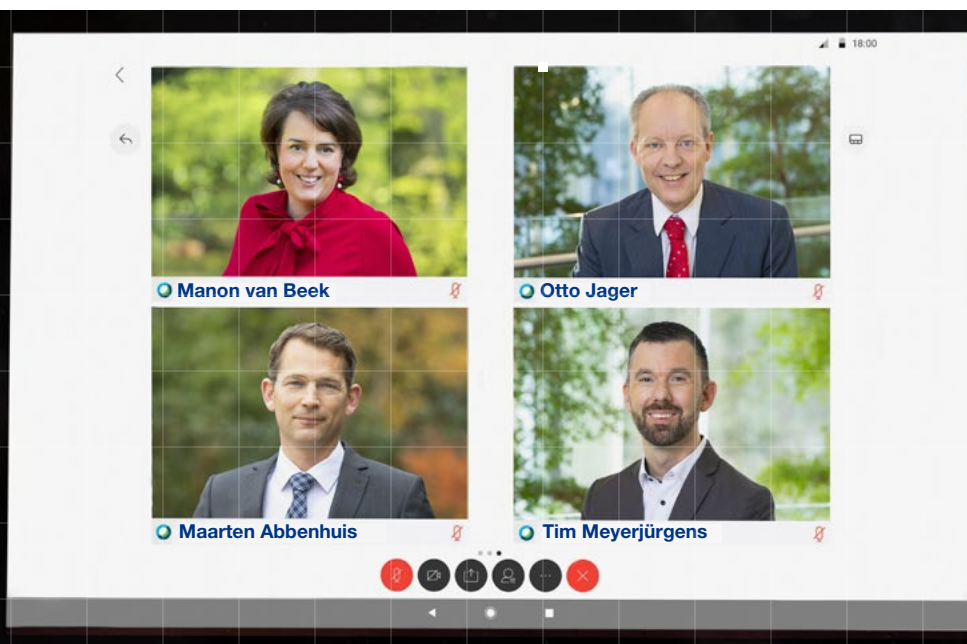 18:00
Manon van Beek
Otto Jager
Maarten Abbenhuis
Tim Meyerjürgens